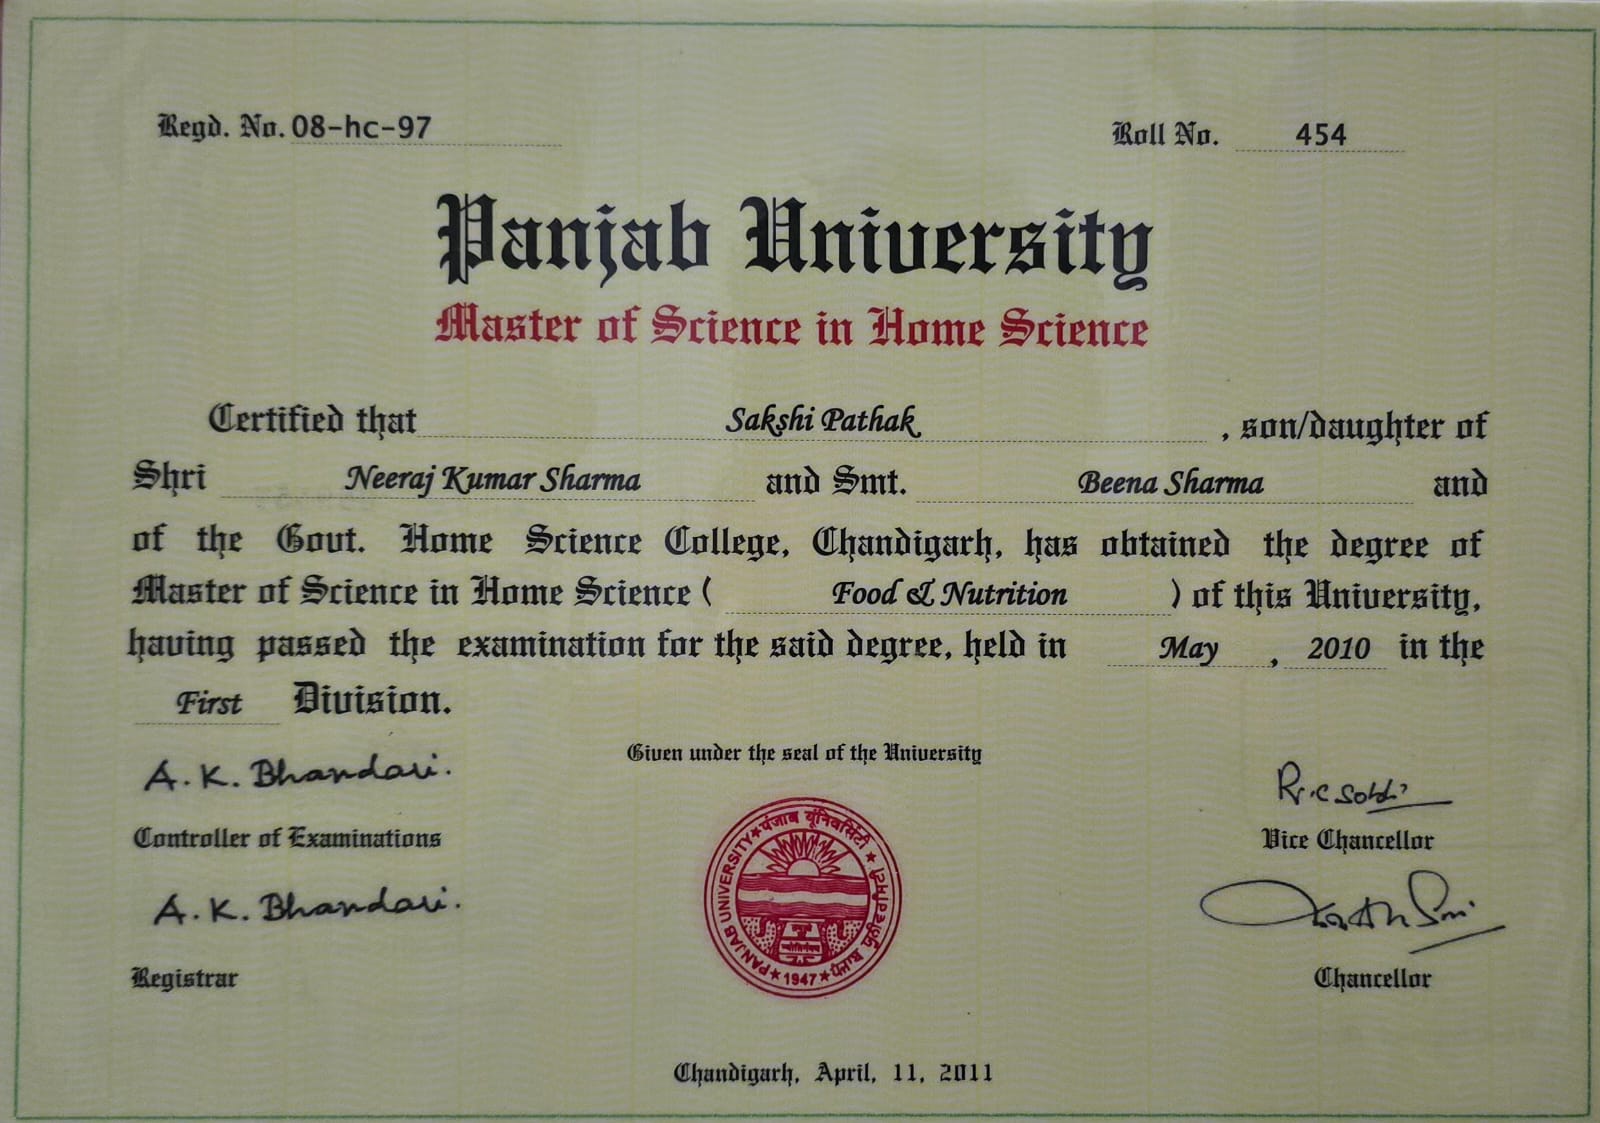 Regd. No. 08-hc-97
Roll No. 454
Panjab University
Master of Science in Home Science
Certified that Sakshi Pathak, son/daughter of
Shri Neeraj Kumar Sharma and Smt. Beena Sharma and
of the Govt. Home Science College, Chandigarh, has obtained the degree of
Master of Science in Home Science ( Food & Nutrition ) of this University,
having passed the examination for the said degree, held in May, 2010 in the
First Division.
Given under the seal of the University
A. K. Bhandari.
Controller of Examinations
Vice Chancellor
A. K. Bhandari.
Registrar
Chancellor
पंजाब यूनिवर्सिटी
PANJAB UNIVERSITY
ਪੰਜਾਬ ਯੂਨੀਵਰਸਿਟੀ
1947
Chandigarh, April, 11, 2011